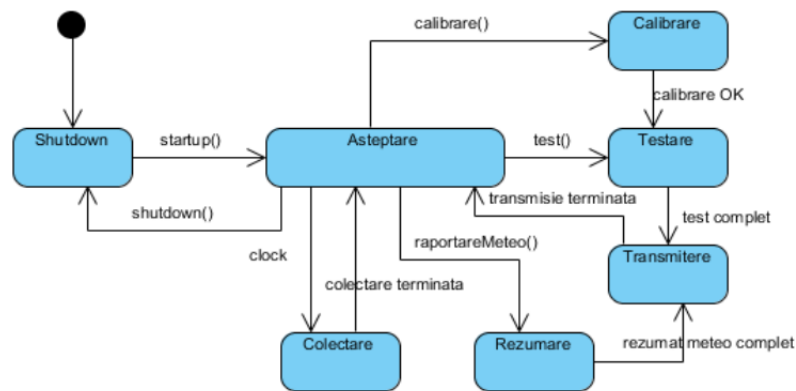 calibrare()
Calibrare
calibrare OK
Shutdown
startup()
Asteptare
test()
Testare
shutdown()
transmisie terminata
test complet
clock
raportareMeteo()
Transmitere
colectare terminata
Colectare
Rezumare
rezumat meteo complet